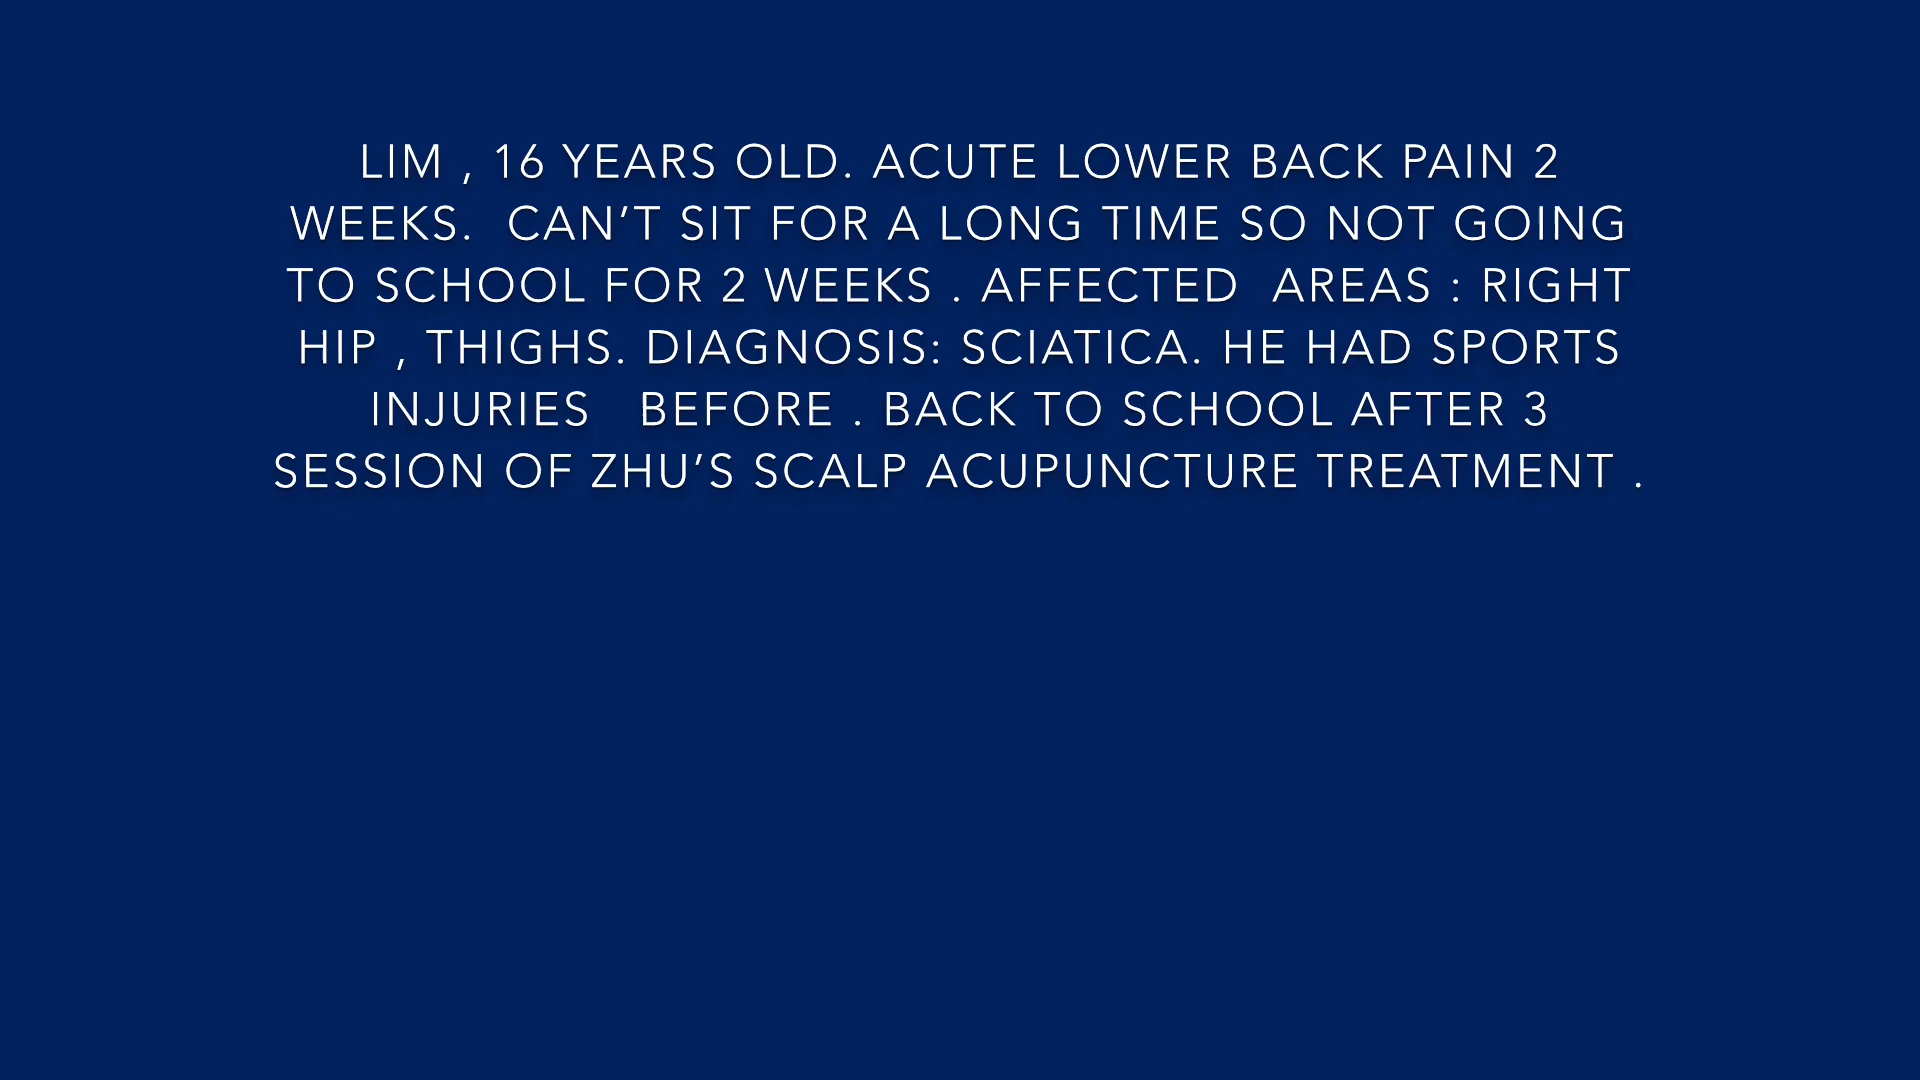 LIM , 16 YEARS OLD. ACUTE LOWER BACK PAIN 2
WEEKS.  CAN’T SIT FOR A LONG TIME SO NOT GOING
TO SCHOOL FOR 2 WEEKS . AFFECTED  AREAS : RIGHT
HIP , THIGHS. DIAGNOSIS: SCIATICA. HE HAD SPORTS
INJURIES   BEFORE . BACK TO SCHOOL AFTER 3
SESSION OF ZHU’S SCALP ACUPUNCTURE TREATMENT .